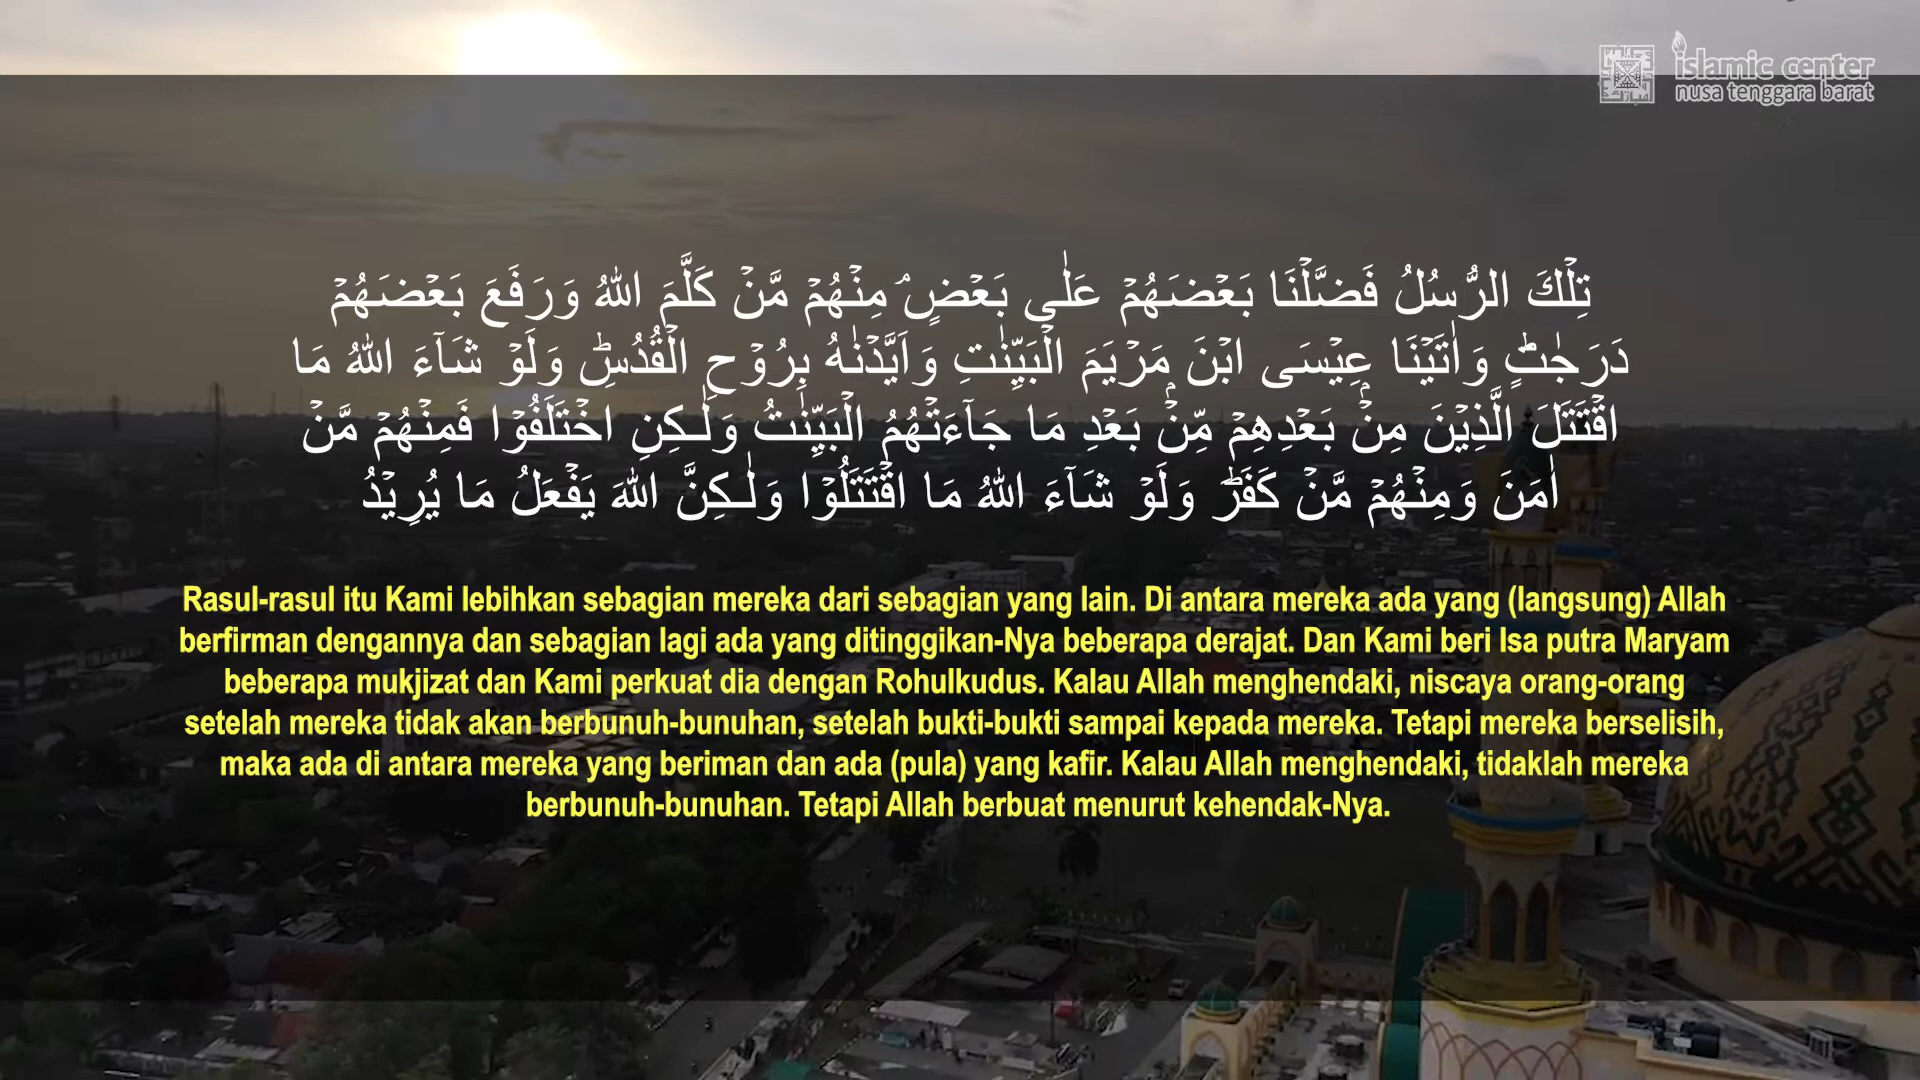 islamic center
nusa tenggara barat
تِلْكَ الرُّسُلُ فَضَّلْنَا بَعْضَهُمْ عَلٰى بَعْضٍۘ مِنْهُمْ مَّنْ كَلَّمَ اللّٰهُ وَرَفَعَ بَعْضَهُمْ
دَرَجٰتٍؕ وَاٰتَيْنَا عِيْسَى ابْنَ مَرْيَمَ الْبَيِّنٰتِ وَاَيَّدْنٰهُ بِرُوْحِ الْقُدُسِؕ وَلَوْ شَآءَ اللّٰهُ مَا
اقْتَتَلَ الَّذِيْنَ مِنْۢ بَعْدِهِمْ مِّنْۢ بَعْدِ مَا جَآءَتْهُمُ الْبَيِّنٰتُ وَلٰـكِنِ اخْتَلَفُوْا فَمِنْهُمْ مَّنْ
اٰمَنَ وَمِنْهُمْ مَّنْ كَفَرَؕ وَلَوْ شَآءَ اللّٰهُ مَا اقْتَتَلُوْا وَلٰـكِنَّ اللّٰهَ يَفْعَلُ مَا يُرِيْدُ
Rasul-rasul itu Kami lebihkan sebagian mereka dari sebagian yang lain. Di antara mereka ada yang (langsung) Allah
berfirman dengannya dan sebagian lagi ada yang ditinggikan-Nya beberapa derajat. Dan Kami beri Isa putra Maryam
beberapa mukjizat dan Kami perkuat dia dengan Rohulkudus. Kalau Allah menghendaki, niscaya orang-orang
setelah mereka tidak akan berbunuh-bunuhan, setelah bukti-bukti sampai kepada mereka. Tetapi mereka berselisih,
maka ada di antara mereka yang beriman dan ada (pula) yang kafir. Kalau Allah menghendaki, tidaklah mereka
berbunuh-bunuhan. Tetapi Allah berbuat menurut kehendak-Nya.